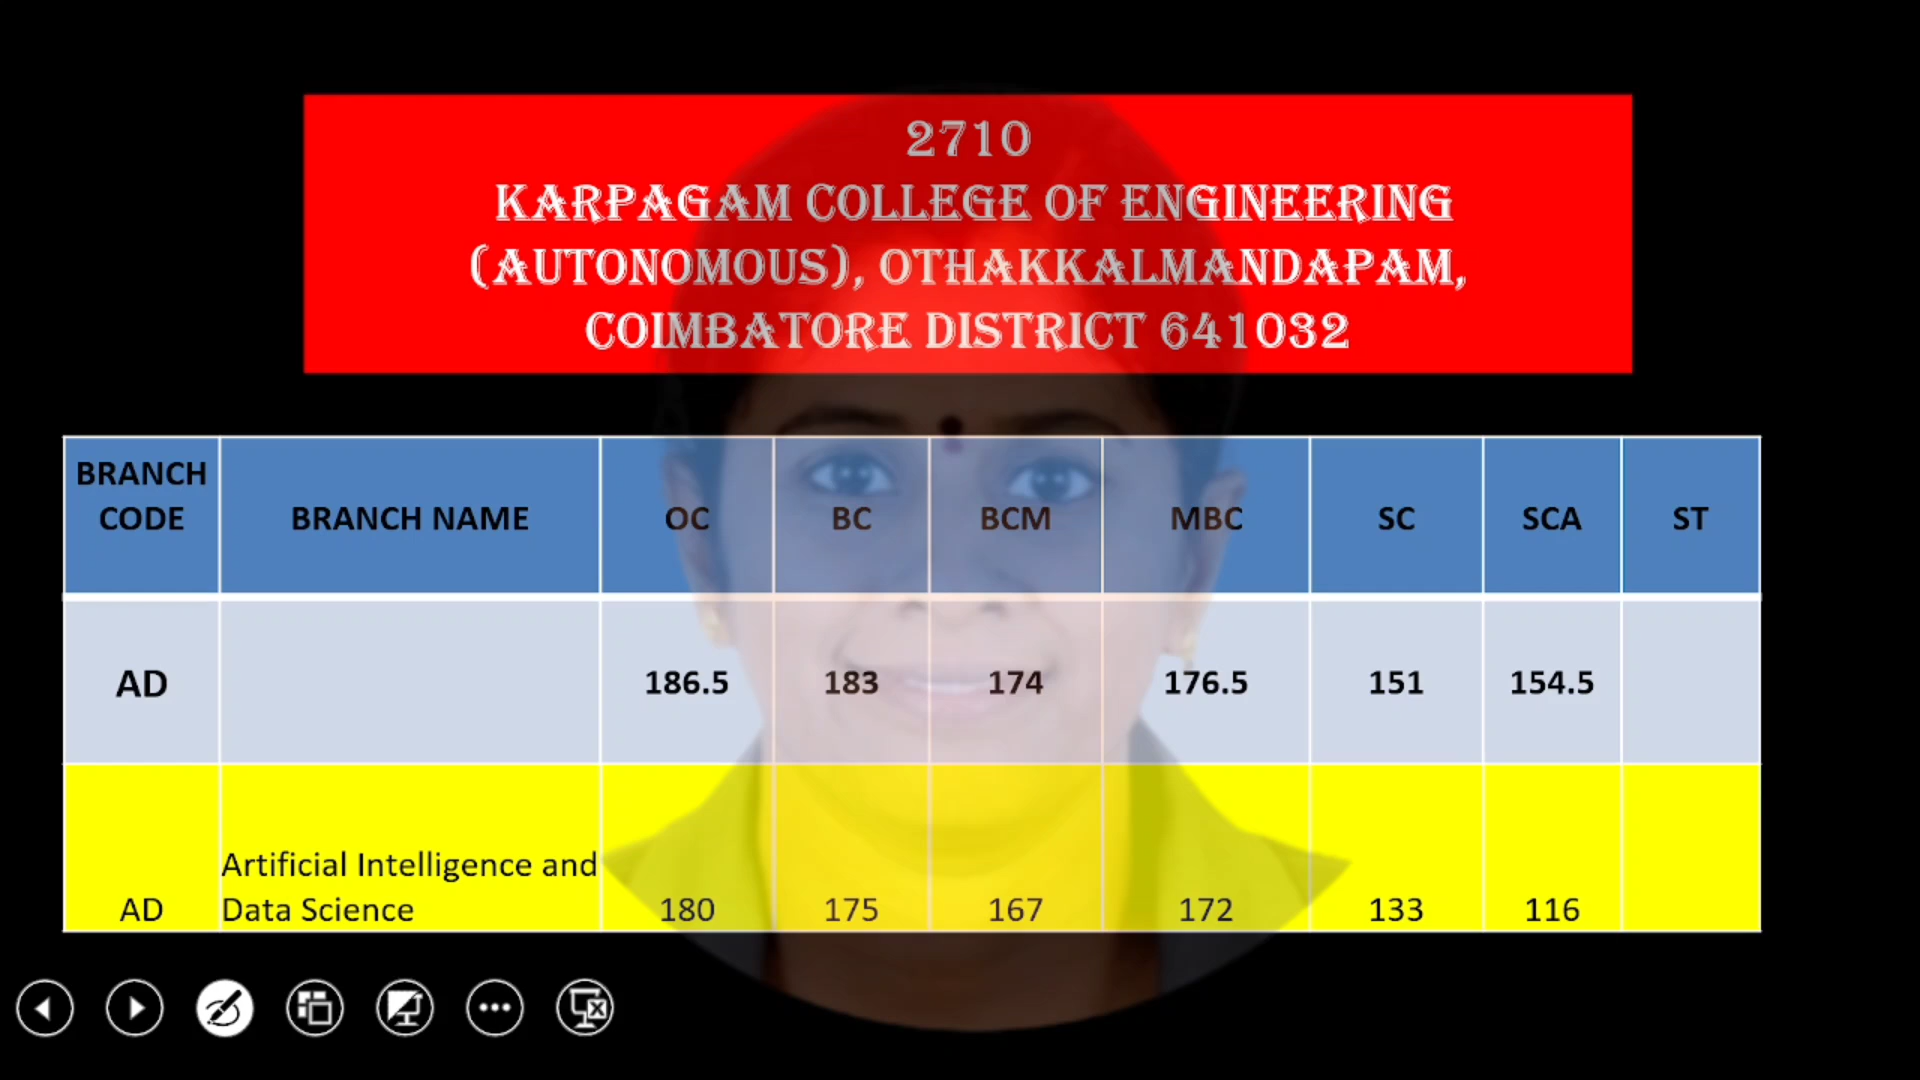 2710
KARPAGAM COLLEGE OF ENGINEERING
(AUTONOMOUS), OTHAKKALMANDAPAM,
COIMBATORE DISTRICT 641032
BRANCH CODE BRANCH NAME OC BC BCM MBC SC SCA ST
AD 186.5 183 174 176.5 151 154.5
Artificial Intelligence and
AD Data Science 180 175 167 172 133 116